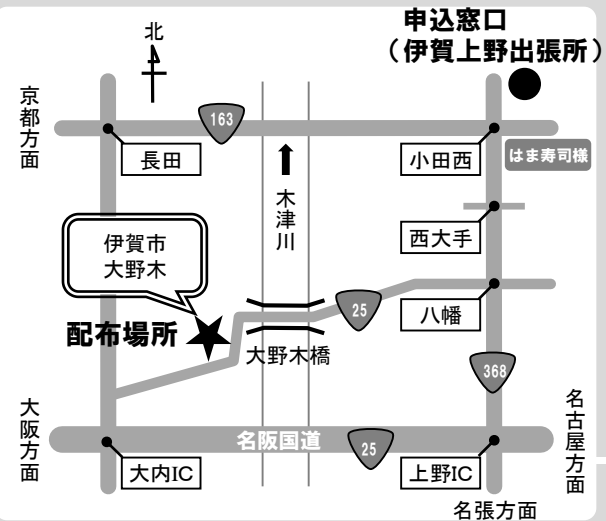 申込窓口
（伊賀上野出張所）
北
京都方面
163
長田
小田西
はま寿司様
木津川
西大手
伊賀市
大野木
25
八幡
配布場所
大野木橋
368
大阪方面
名古屋方面
名阪国道
25
大内IC
上野IC
名張方面